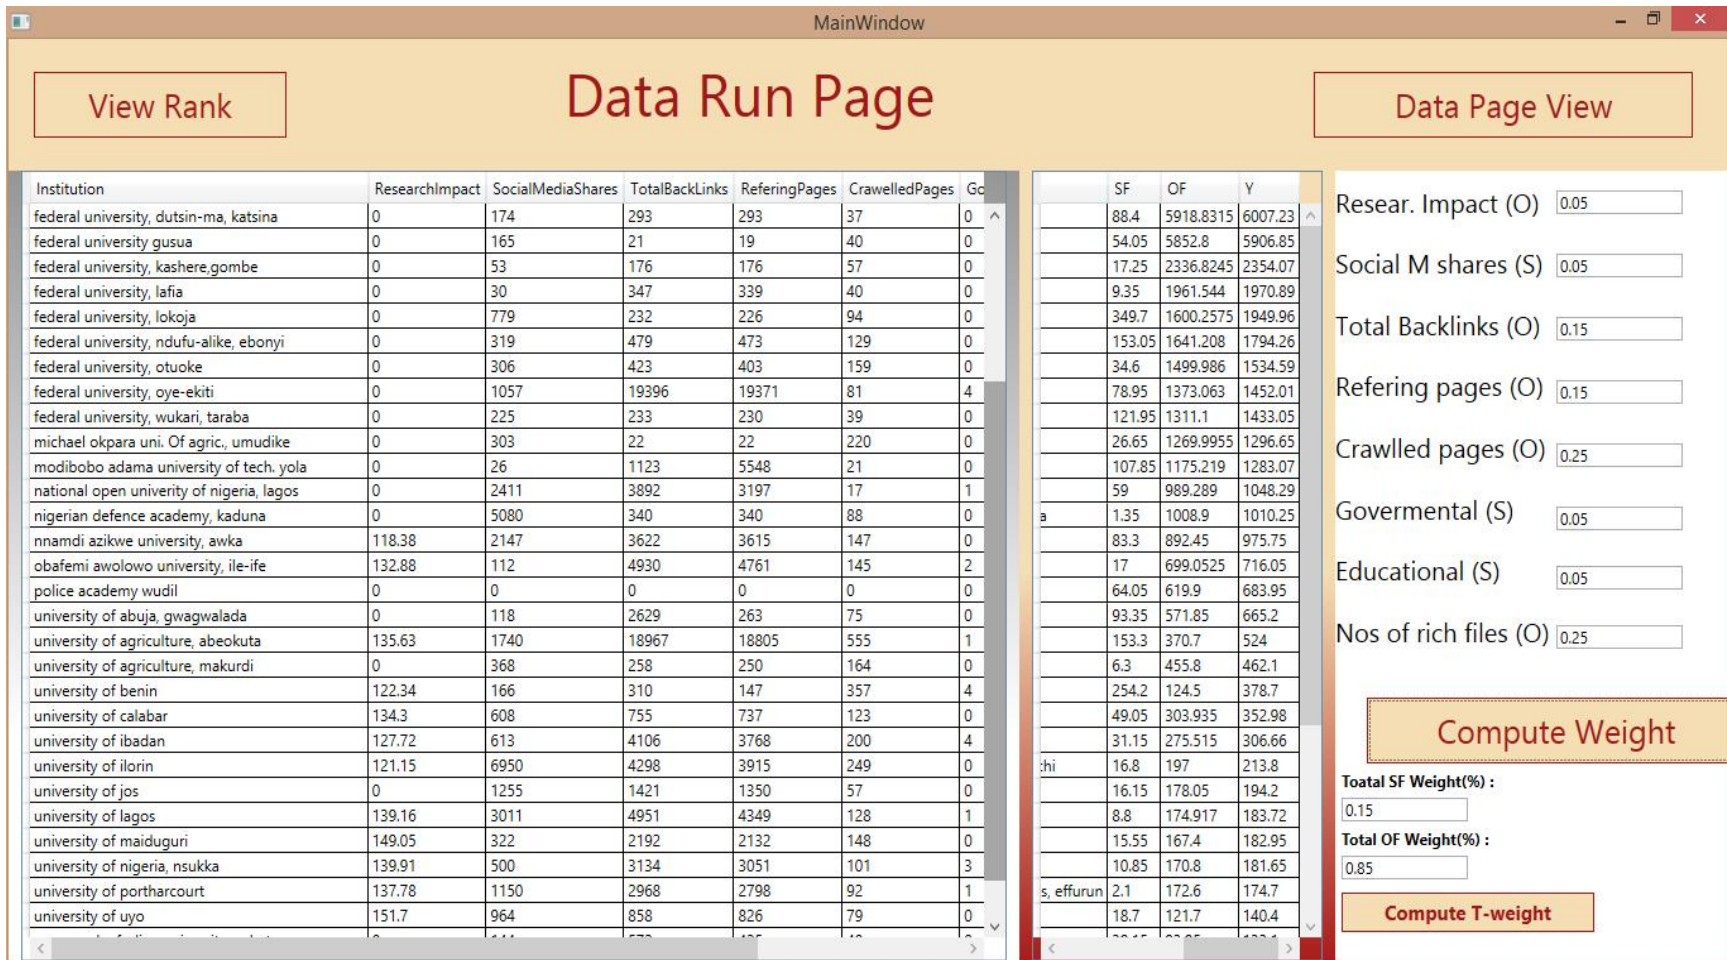 MainWindow
View Rank
Data Run Page
Data Page View
Institution ResearchImpact SocialMediaShares TotalBackLinks ReferingPages CrawelledPages Go
federal university, dutsin-ma, katsina 0 174 293 293 37 0
federal university gusua 0 165 21 19 40 0
federal university, kashere,gombe 0 53 176 176 57 0
federal university, lafia 0 30 347 339 40 0
federal university, lokoja 0 779 232 226 94 0
federal university, ndufu-alike, ebonyi 0 319 479 473 129 0
federal university, otuoke 0 306 423 403 159 0
federal university, oye-ekiti 0 1057 19396 19371 81 4
federal university, wukari, taraba 0 225 233 230 39 0
michael okpara uni. Of agric., umudike 0 303 22 22 220 0
modibobo adama university of tech. yola 0 26 1123 5548 21 0
national open univerity of nigeria, lagos 0 2411 3892 3197 17 1
nigerian defence academy, kaduna 0 5080 340 340 88 0
nnamdi azikwe university, awka 118.38 2147 3622 3615 147 0
obafemi awolowo university, ile-ife 132.88 112 4930 4761 145 2
police academy wudil 0 0 0 0 0 0
university of abuja, gwagwalada 0 118 2629 263 75 0
university of agriculture, abeokuta 135.63 1740 18967 18805 555 1
university of agriculture, makurdi 0 368 258 250 164 0
university of benin 122.34 166 310 147 357 4
university of calabar 134.3 608 755 737 123 0
university of ibadan 127.72 613 4106 3768 200 4
university of ilorin 121.15 6950 4298 3915 249 0
university of jos 0 1255 1421 1350 57 0
university of lagos 139.16 3011 4951 4349 128 1
university of maiduguri 149.05 322 2192 2132 148 0
university of nigeria, nsukka 139.91 500 3134 3051 101 3
university of portharcourt 137.78 1150 2968 2798 92 1
university of uyo 151.7 964 858 826 79 0
SF OF Y
88.4 5918.8315 6007.23
54.05 5852.8 5906.85
17.25 2336.8245 2354.07
9.35 1961.544 1970.89
349.7 1600.2575 1949.96
153.05 1641.208 1794.26
34.6 1499.986 1534.59
78.95 1373.063 1452.01
121.95 1311.1 1433.05
26.65 1269.9955 1296.65
107.85 1175.219 1283.07
59 989.289 1048.29
a 1.35 1008.9 1010.25
83.3 892.45 975.75
17 699.0525 716.05
64.05 619.9 683.95
93.35 571.85 665.2
153.3 370.7 524
6.3 455.8 462.1
254.2 124.5 378.7
49.05 303.935 352.98
31.15 275.515 306.66
:hi 16.8 197 213.8
16.15 178.05 194.2
8.8 174.917 183.72
15.55 167.4 182.95
10.85 170.8 181.65
s, effurun 2.1 172.6 174.7
18.7 121.7 140.4
Resear. Impact (O) 0.05
Social M shares (S) 0.05
Total Backlinks (O) 0.15
Refering pages (O) 0.15
Crawlled pages (O) 0.25
Govermental (S) 0.05
Educational (S) 0.05
Nos of rich files (O) 0.25
Compute Weight
Toatal SF Weight(%) :
0.15
Total OF Weight(%) :
0.85
Compute T-weight